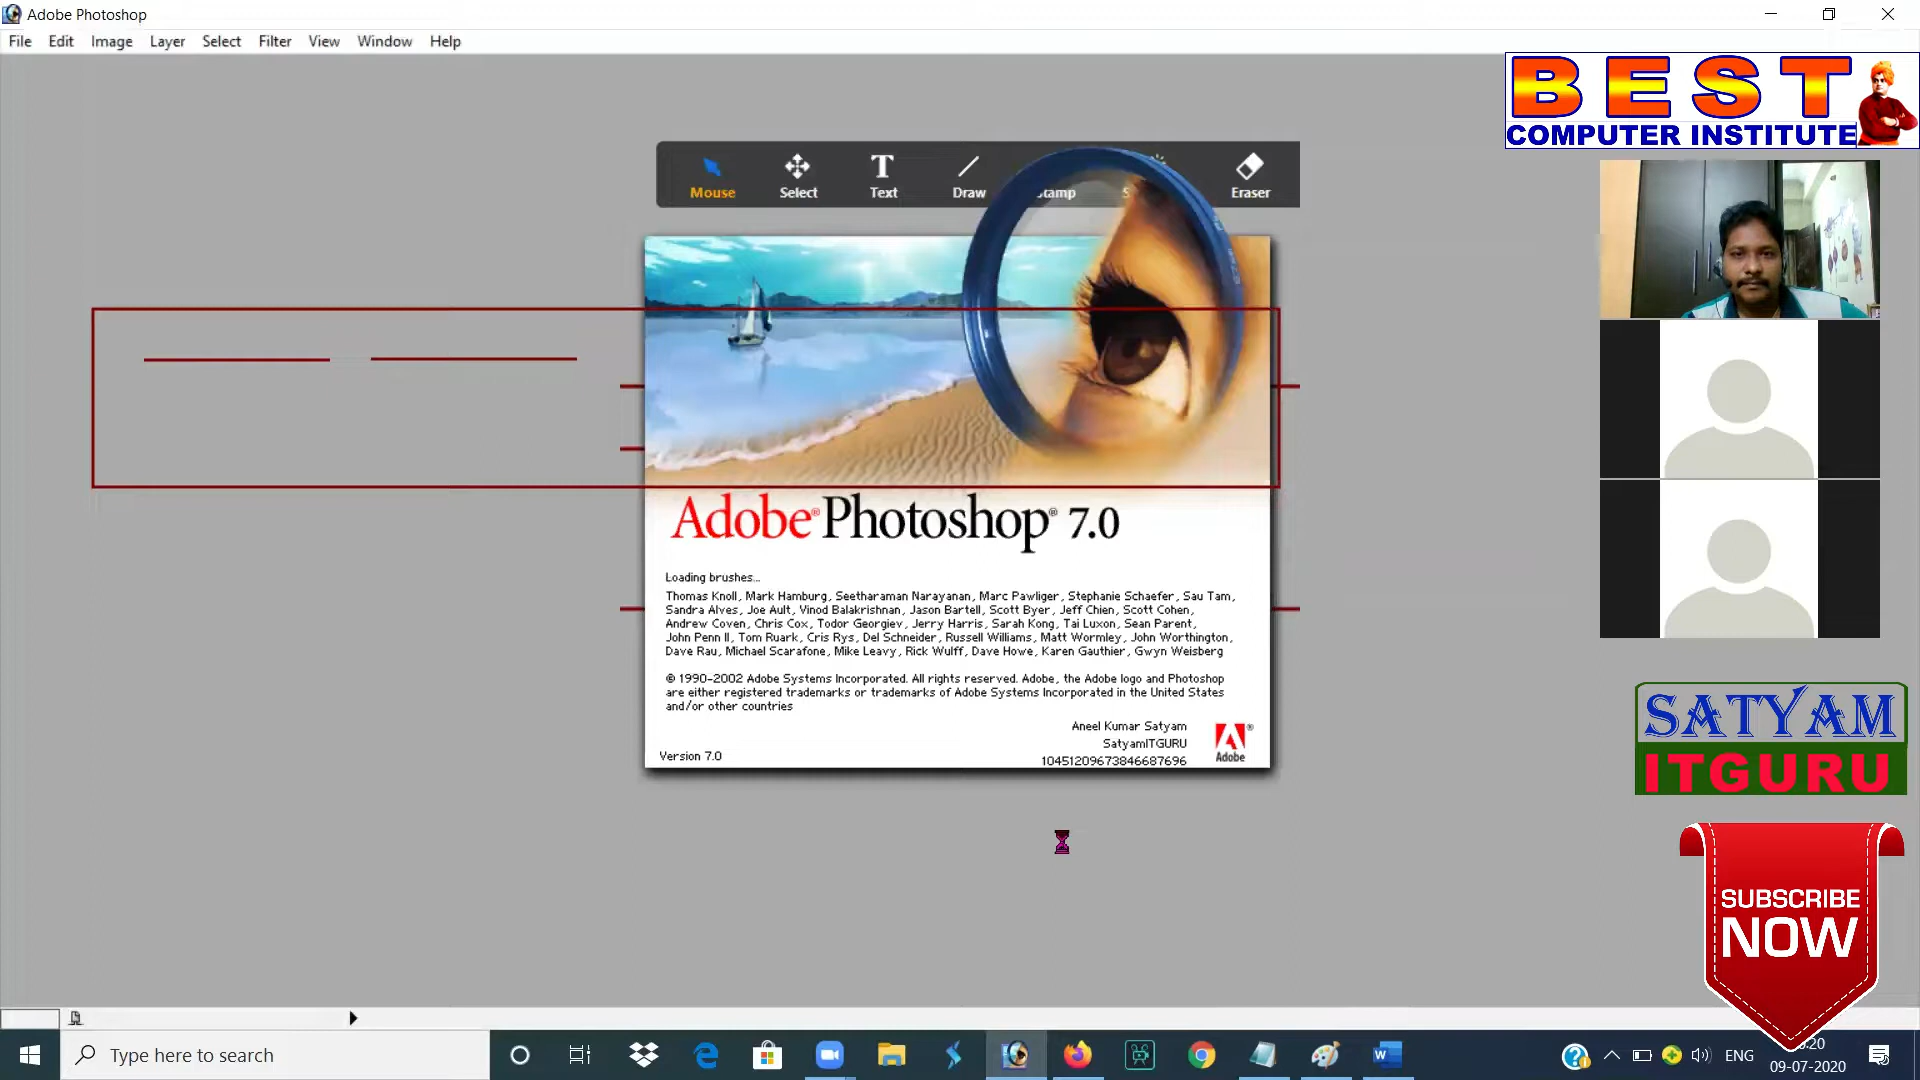 Adobe Photoshop
File Edit Image Layer Select Filter View Window Help
BEST
COMPUTER INSTITUTE
Mouse Select Text Draw Eraser
Adobe® Photoshop® 7.0
Loading brushes...
Thomas Knoll, Mark Hamburg, Seetharaman Narayanan, Marc Pawliger, Stephanie Schaefer, Sau Tam,
Sandra Alves, Joe Ault, Vinod Balakrishnan, Jason Bartell, Scott Byer, Jeff Chien, Scott Cohen,
Andrew Coven, Chris Cox, Todor Georgiev, Jerry Harris, Sarah Kong, Tai Luxon, Sean Parent,
John Penn II, Tom Ruark, Cris Rys, Del Schneider, Russell Williams, Matt Wormley, John Worthington,
Dave Rau, Michael Scarafone, Mike Leavy, Rick Wulff, Dave Howe, Karen Gauthier, Gwyn Weisberg
© 1990-2002 Adobe Systems Incorporated. All rights reserved. Adobe, the Adobe logo and Photoshop
are either registered trademarks or trademarks of Adobe Systems Incorporated in the United States
and/or other countries
Aneel Kumar Satyam
SatyamITGURU
10451209673846687696
Version 7.0
Adobe
SATYAM
ITGURU
SUBSCRIBE
NOW
Type here to search
ENG
09-07-2020